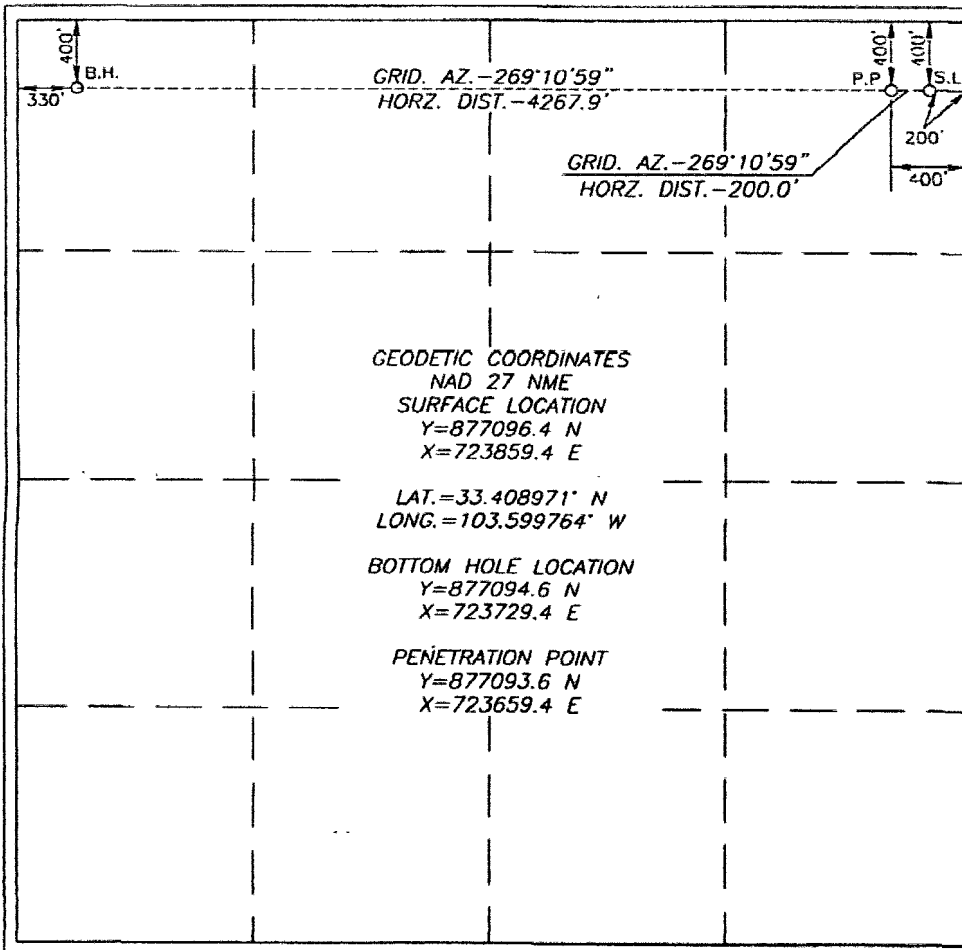 400'
B.H.
330'
GRID. AZ.-269°10'59"
HORZ. DIST.-4267.9'
400'
400'
P.P
S.L
200'
400'
GRID. AZ.-269°10'59"
HORZ. DIST.-200.0'
GEODETIC COORDINATES
NAD 27 NME
SURFACE LOCATION
Y=877096.4 N
X=723859.4 E
LAT.=33.408971° N
LONG.=103.599764° W
BOTTOM HOLE LOCATION
Y=877094.6 N
X=723729.4 E
PENETRATION POINT
Y=877093.6 N
X=723659.4 E